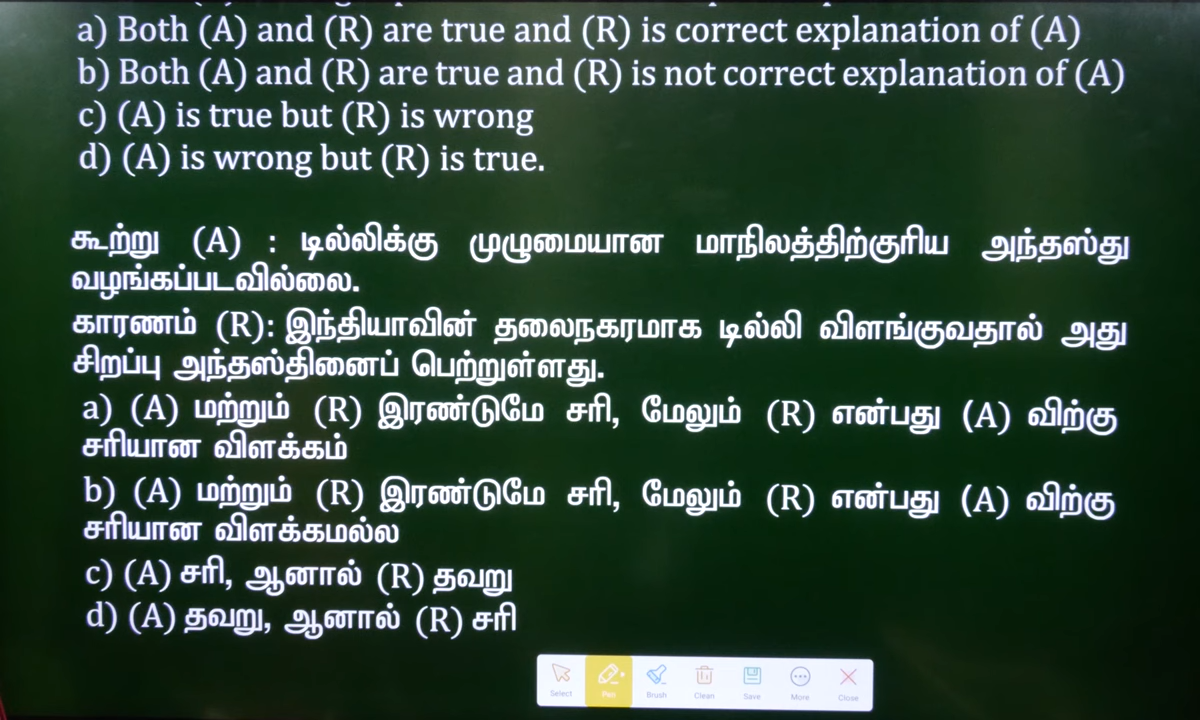 a) Both (A) and (R) are true and (R) is correct explanation of (A)
b) Both (A) and (R) are true and (R) is not correct explanation of (A)
c) (A) is true but (R) is wrong
d) (A) is wrong but (R) is true.
கூற்று (A) : டில்லிக்கு முழுமையான மாநிலத்திற்குரிய அந்தஸ்து
வழங்கப்படவில்லை.
காரணம் (R): இந்தியாவின் தலைநகரமாக டில்லி விளங்குவதால் அது
சிறப்பு அந்தஸ்தினைப் பெற்றுள்ளது.
a) (A) மற்றும் (R) இரண்டுமே சரி, மேலும் (R) என்பது (A) விற்கு
சரியான விளக்கம்
b) (A) மற்றும் (R) இரண்டுமே சரி, மேலும் (R) என்பது (A) விற்கு
சரியான விளக்கமல்ல
c) (A) சரி, ஆனால் (R) தவறு
d) (A) தவறு, ஆனால் (R) சரி
Select Pen Brush Clean Save More Close